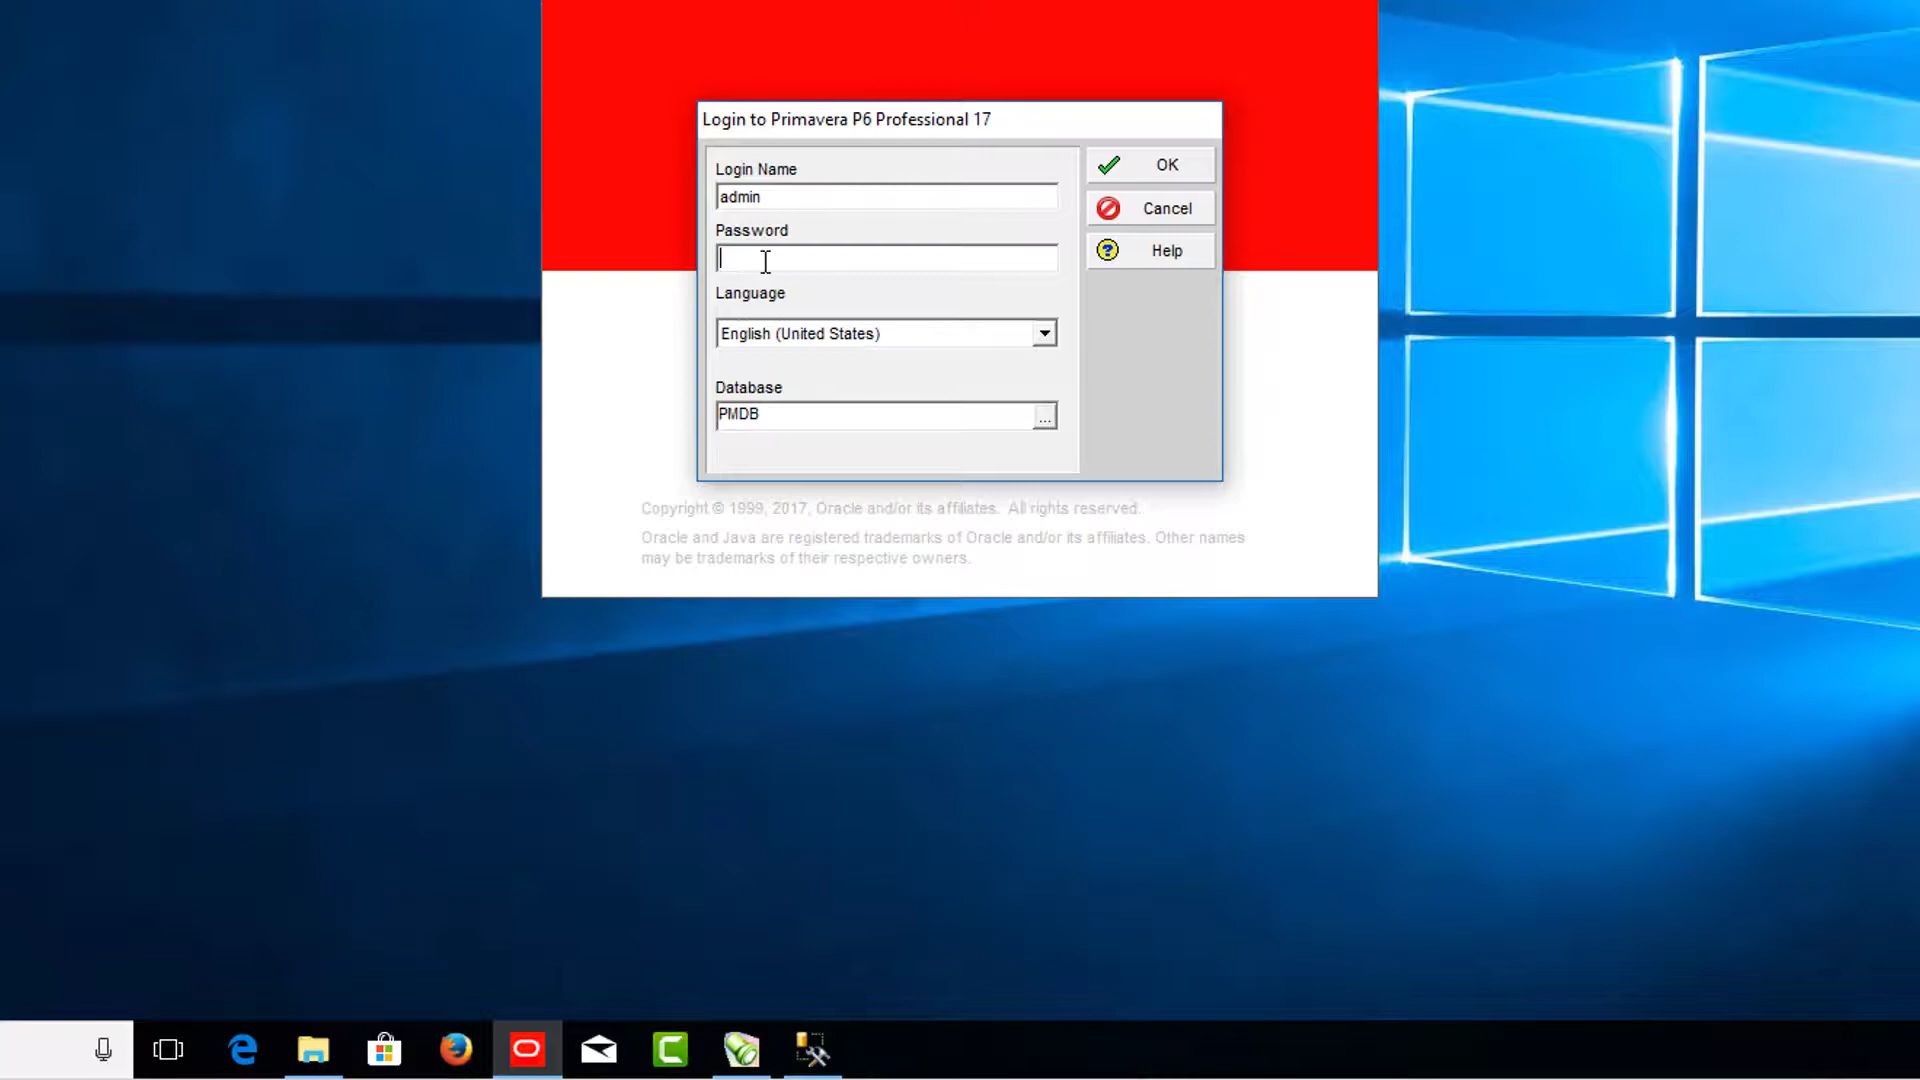 Login to Primavera P6 Professional 17
Login Name
OK
admin
Cancel
Password
Help
Language
English (United States)
Database
PMDB
...
Copyright © 1999, 2017, Oracle and/or its affiliates. All rights reserved.
Oracle and Java are registered trademarks of Oracle and/or its affiliates. Other names
may be trademarks of their respective owners.